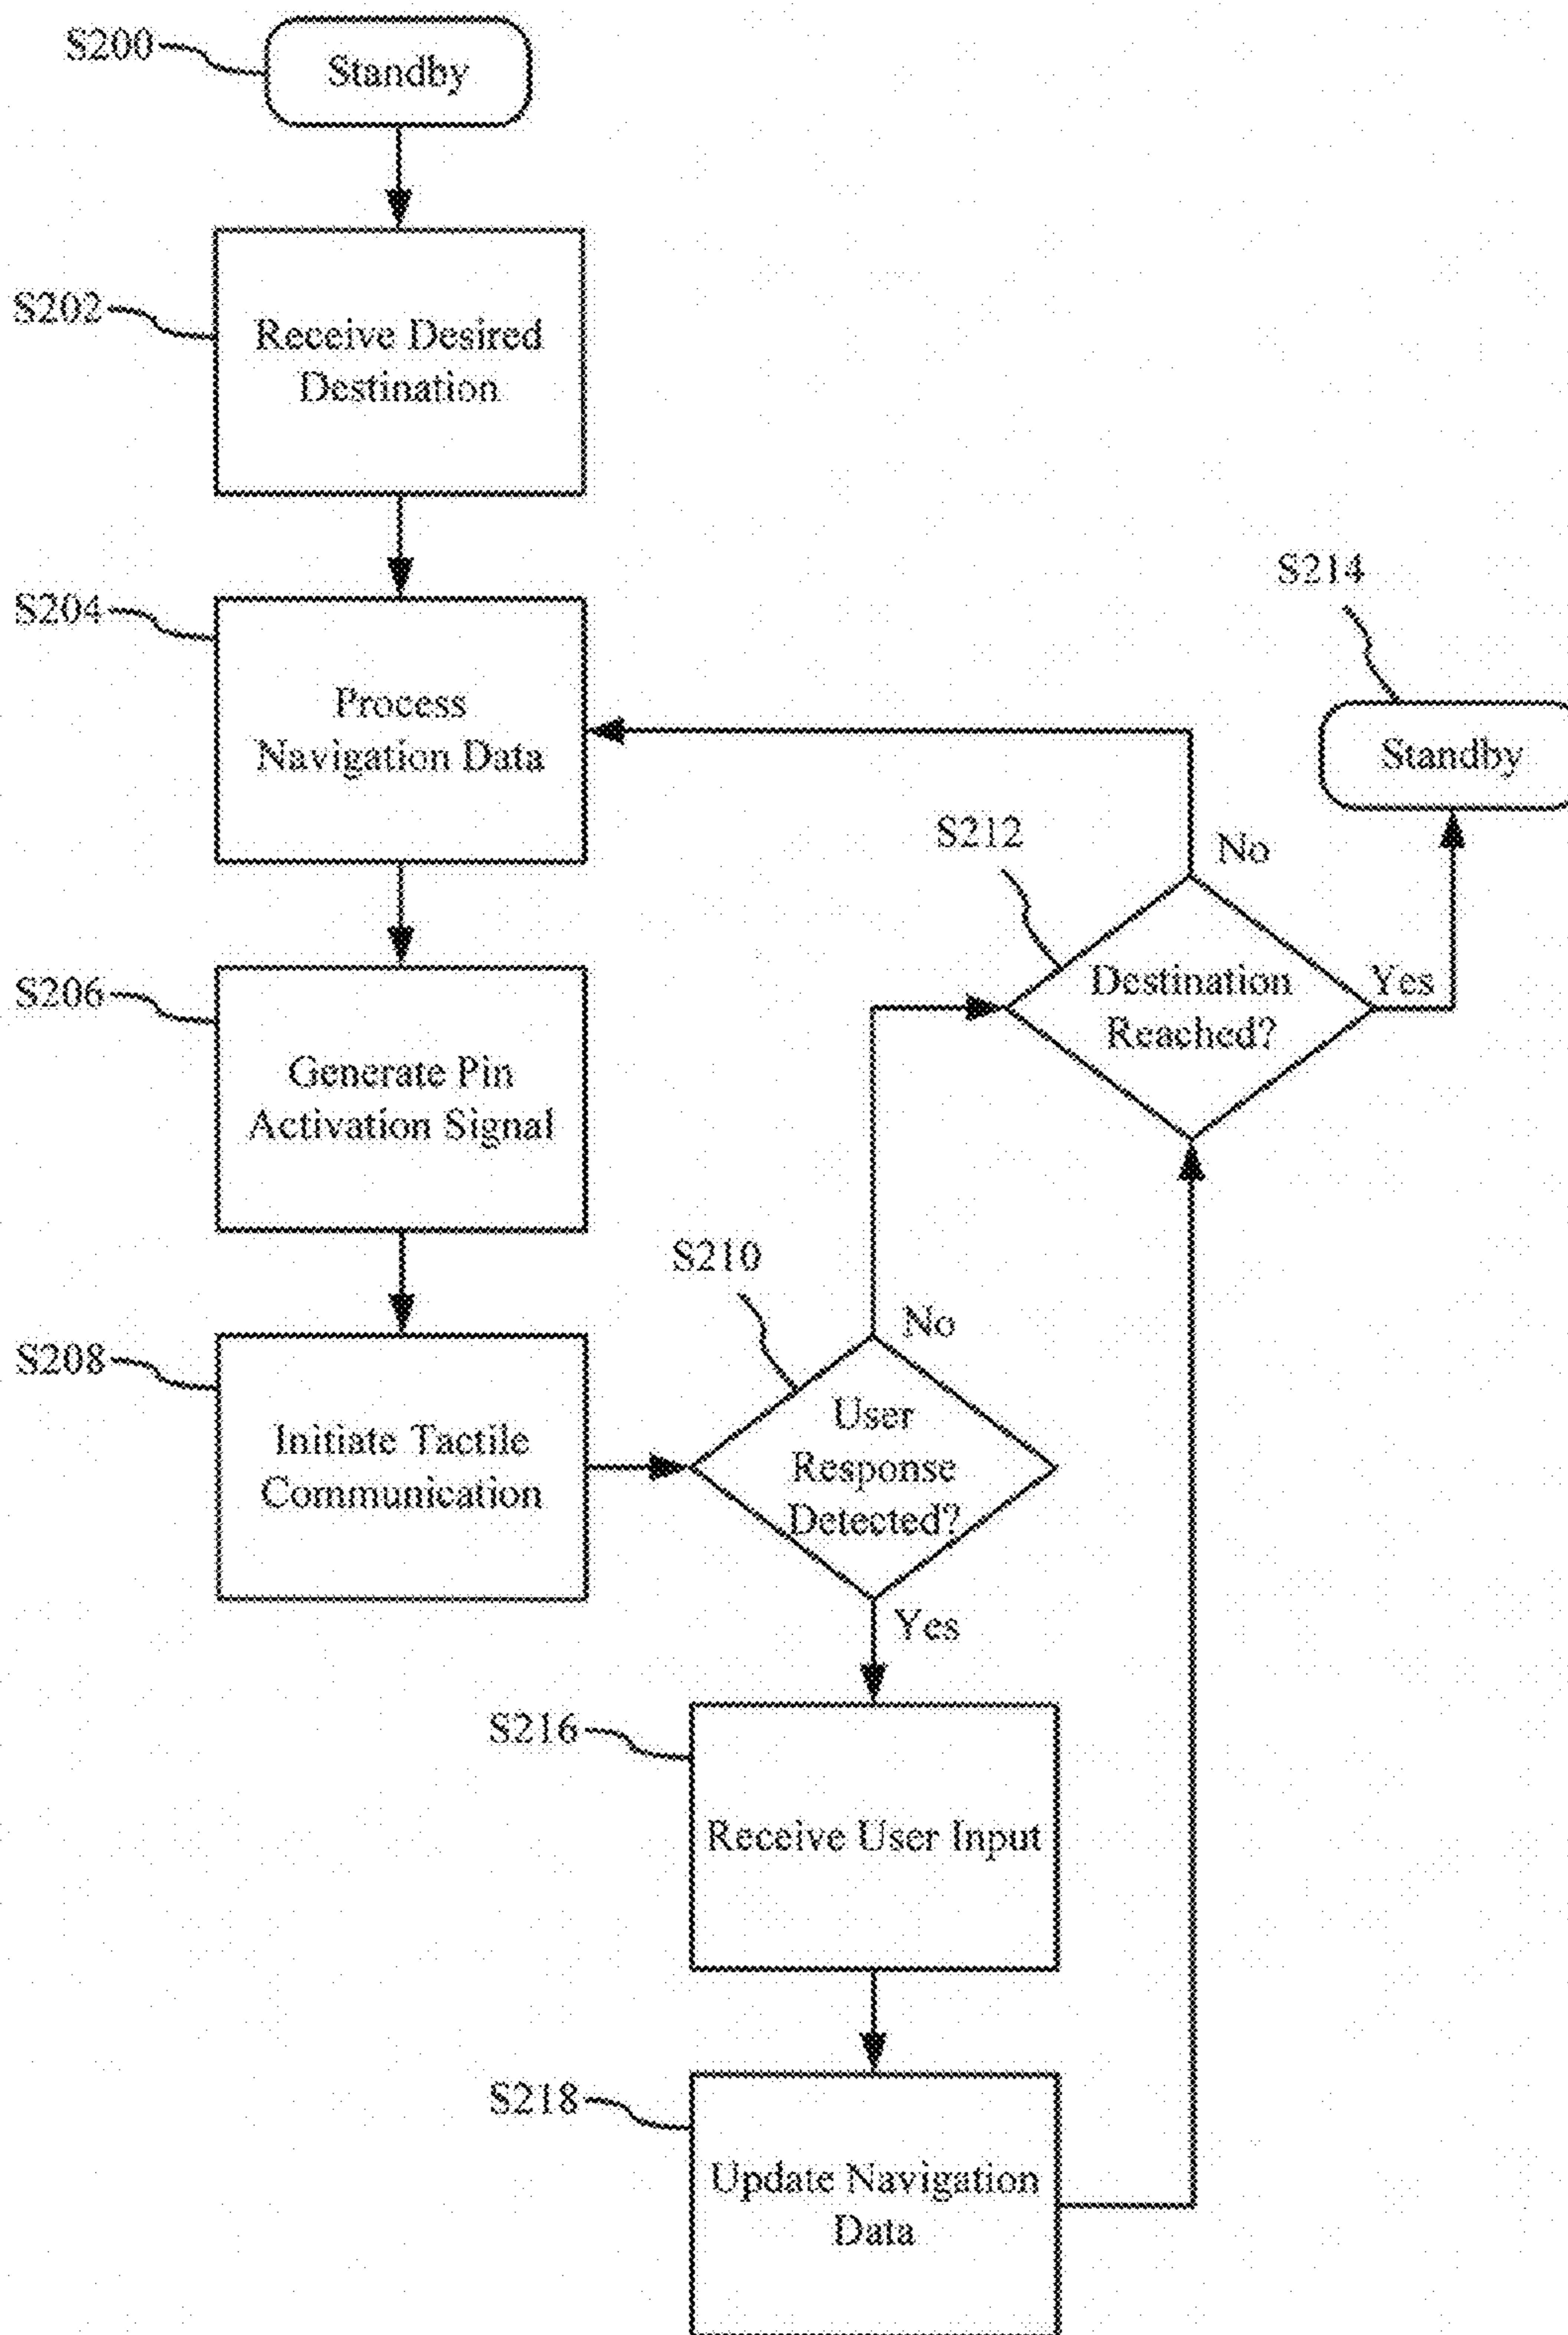 S200
Standby
S202
Receive Desired
Destination
S204
Process
Navigation Data
S206
Generate Pin
Activation Signal
S208
Initiate Tactile
Communication
S210
User
Response
Detected?
No
Yes
S212
Destination
Reached?
No
Yes
S214
Standby
S216
Receive User Input
S218
Update Navigation
Data